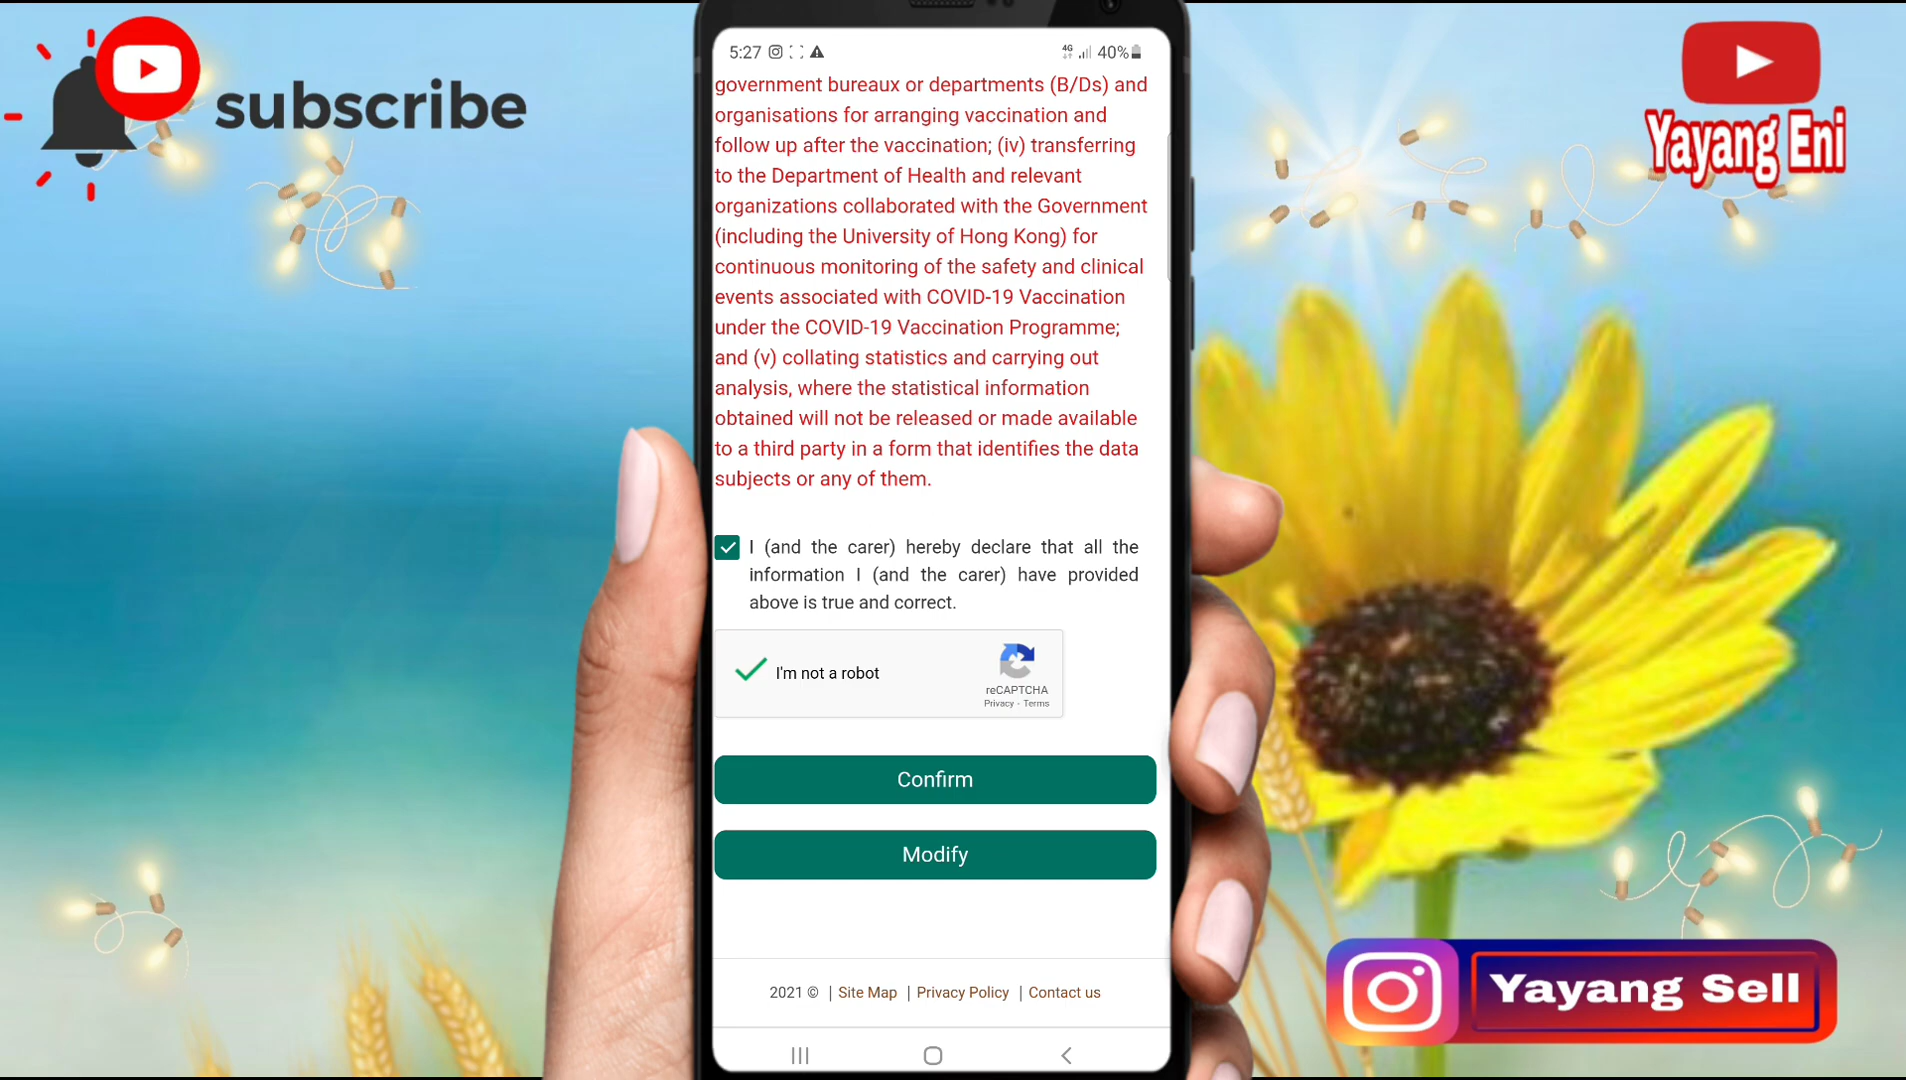 subscribe
Yayang Eni
5:27
4G
40%
government bureaux or departments (B/Ds) and
organisations for arranging vaccination and
follow up after the vaccination; (iv) transferring
to the Department of Health and relevant
organizations collaborated with the Government
(including the University of Hong Kong) for
continuous monitoring of the safety and clinical
events associated with COVID-19 Vaccination
under the COVID-19 Vaccination Programme;
and (v) collating statistics and carrying out
analysis, where the statistical information
obtained will not be released or made available
to a third party in a form that identifies the data
subjects or any of them.
I (and the carer) hereby declare that all the
information I (and the carer) have provided
above is true and correct.
I'm not a robot
reCAPTCHA
Privacy - Terms
Confirm
Modify
2021 © | Site Map | Privacy Policy | Contact us
Yayang Sell